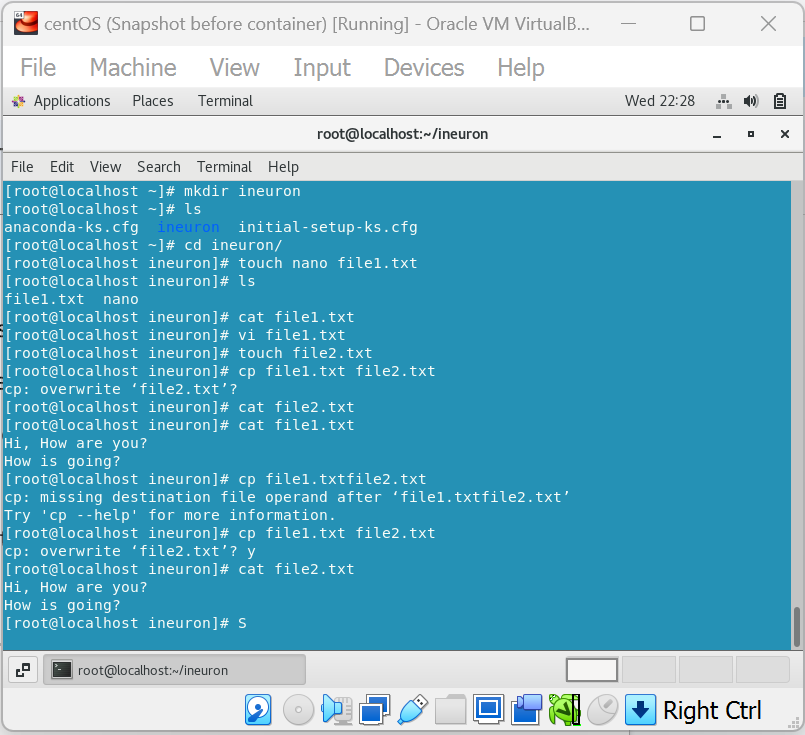 centOS (Snapshot before container) [Running] - Oracle VM VirtualB...
File Machine View Input Devices Help
Applications Places Terminal Wed 22:28
root@localhost:~/ineuron
File Edit View Search Terminal Help
[root@localhost ~]# mkdir ineuron
[root@localhost ~]# ls
anaconda-ks.cfg  ineuron  initial-setup-ks.cfg
[root@localhost ~]# cd ineuron/
[root@localhost ineuron]# touch nano file1.txt
[root@localhost ineuron]# ls
file1.txt  nano
[root@localhost ineuron]# cat file1.txt
[root@localhost ineuron]# vi file1.txt
[root@localhost ineuron]# touch file2.txt
[root@localhost ineuron]# cp file1.txt file2.txt
cp: overwrite ‘file2.txt’?
[root@localhost ineuron]# cat file2.txt
[root@localhost ineuron]# cat file1.txt
Hi, How are you?
How is going?
[root@localhost ineuron]# cp file1.txtfile2.txt
cp: missing destination file operand after ‘file1.txtfile2.txt’
Try 'cp --help' for more information.
[root@localhost ineuron]# cp file1.txt file2.txt
cp: overwrite ‘file2.txt’? y
[root@localhost ineuron]# cat file2.txt
Hi, How are you?
How is going?
[root@localhost ineuron]# S
root@localhost:~/ineuron
Right Ctrl